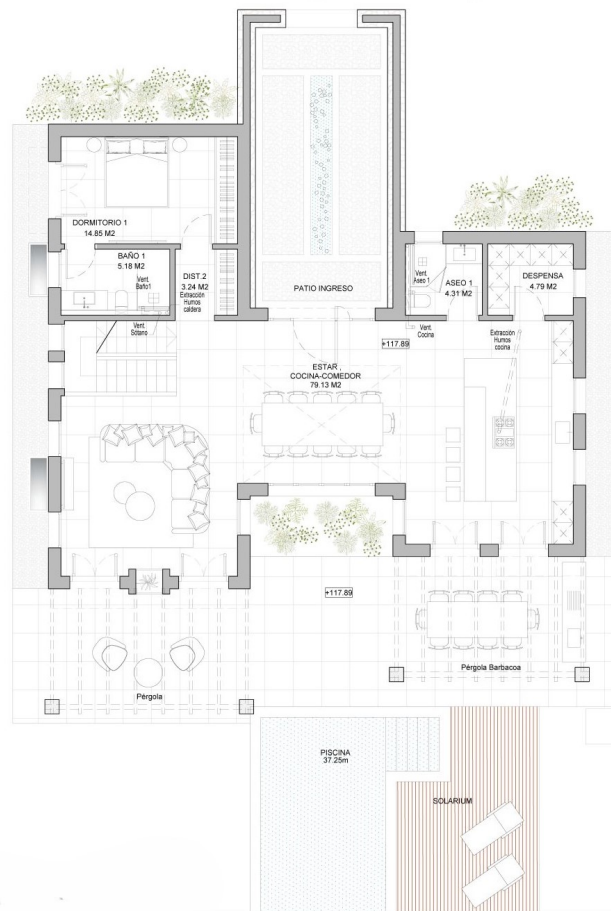 DORMITORIO 1
14.85 M2
BAÑO 1
5.18 M2
Vent.
Baño1
DIST.2
3.24 M2
Extracción
Humos
caldera
Vent.
Sótano
PATIO INGRESO
Vent.
Aseo 1
ASEO 1
4.31 M2
DESPENSA
4.79 M2
Vent.
Cocina
Extracción
Humos
cocina
+117.89
ESTAR ,
COCINA-COMEDOR
79.13 M2
+117.89
Pérgola
Pérgola Barbacoa
PISCINA
37.25m
SOLARIUM